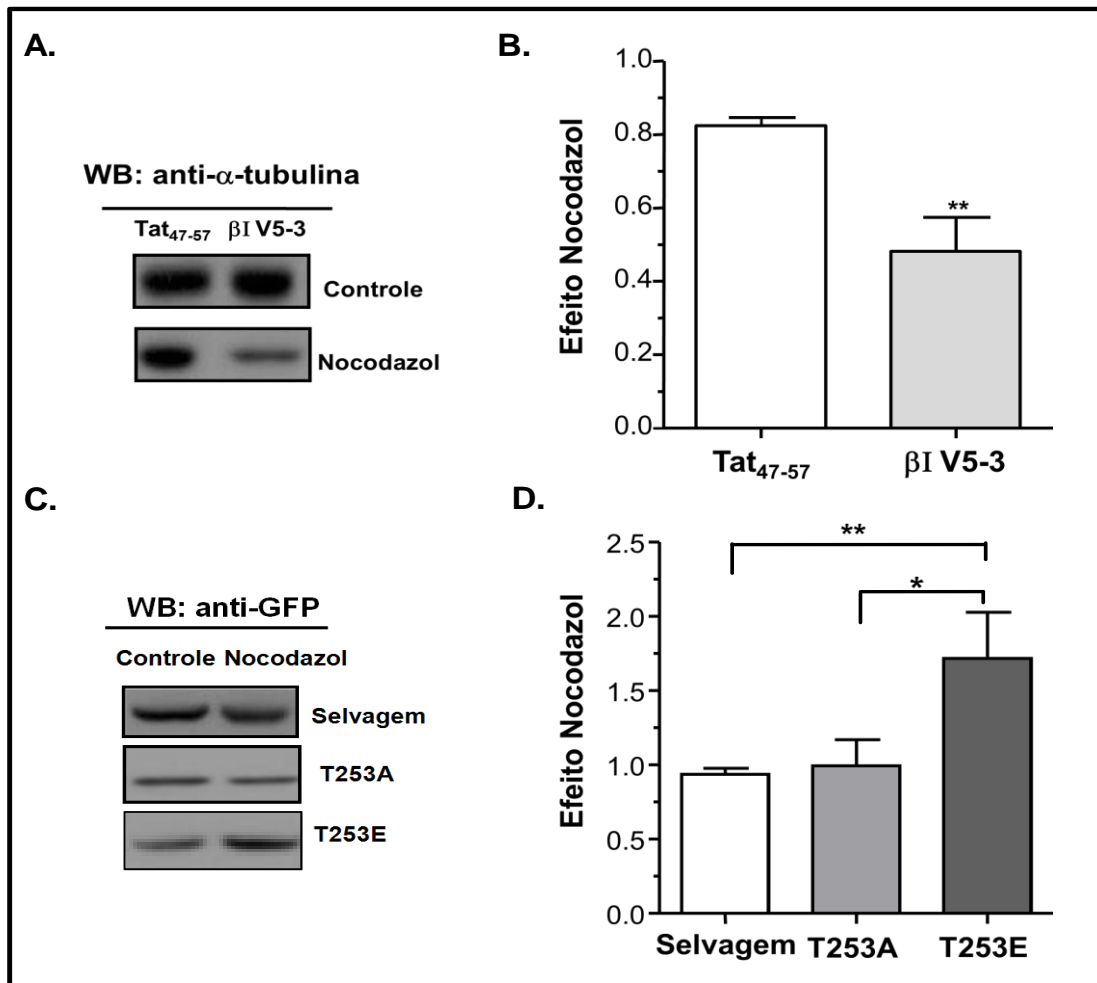 A.
WB: anti-α-tubulina
Tat47-57 βI V5-3
Controle
Nocodazol
B.
Efeito Nocodazol
1.0
0.8
0.6
0.4
0.2
0.0
**
Tat47-57 βI V5-3
C.
WB: anti-GFP
Controle Nocodazol
Selvagem
T253A
T253E
D.
Efeito Nocodazol
2.5
2.0
1.5
1.0
0.5
0.0
**
*
Selvagem T253A T253E